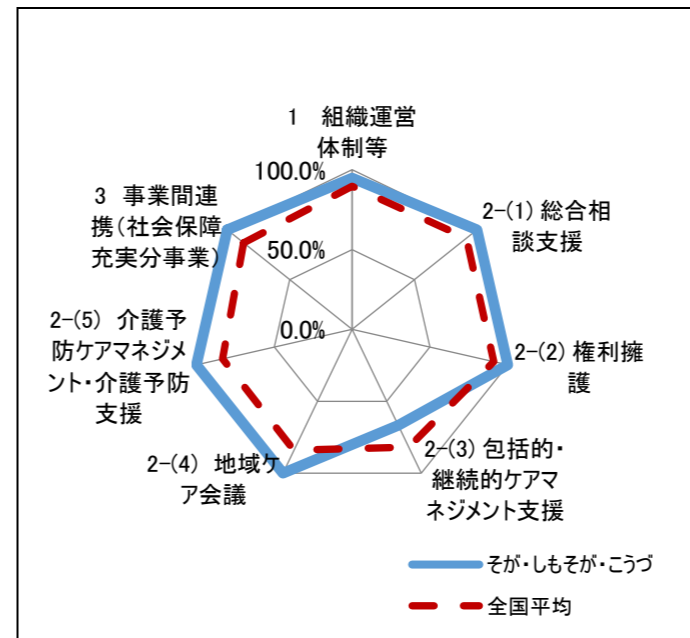 1　組織運営
体制等
100.0%
50.0%
0.0%
2-(1) 総合相
談支援
2-(2) 権利擁
護
2-(3) 包括的・
継続的ケアマ
ネジメント支援
2-(4) 地域ケ
ア会議
2-(5) 介護予
防ケアマネジメ
ント・介護予防
支援
3 事業間連
携(社会保障
充実分事業)
そが・しもそが・こうづ
全国平均